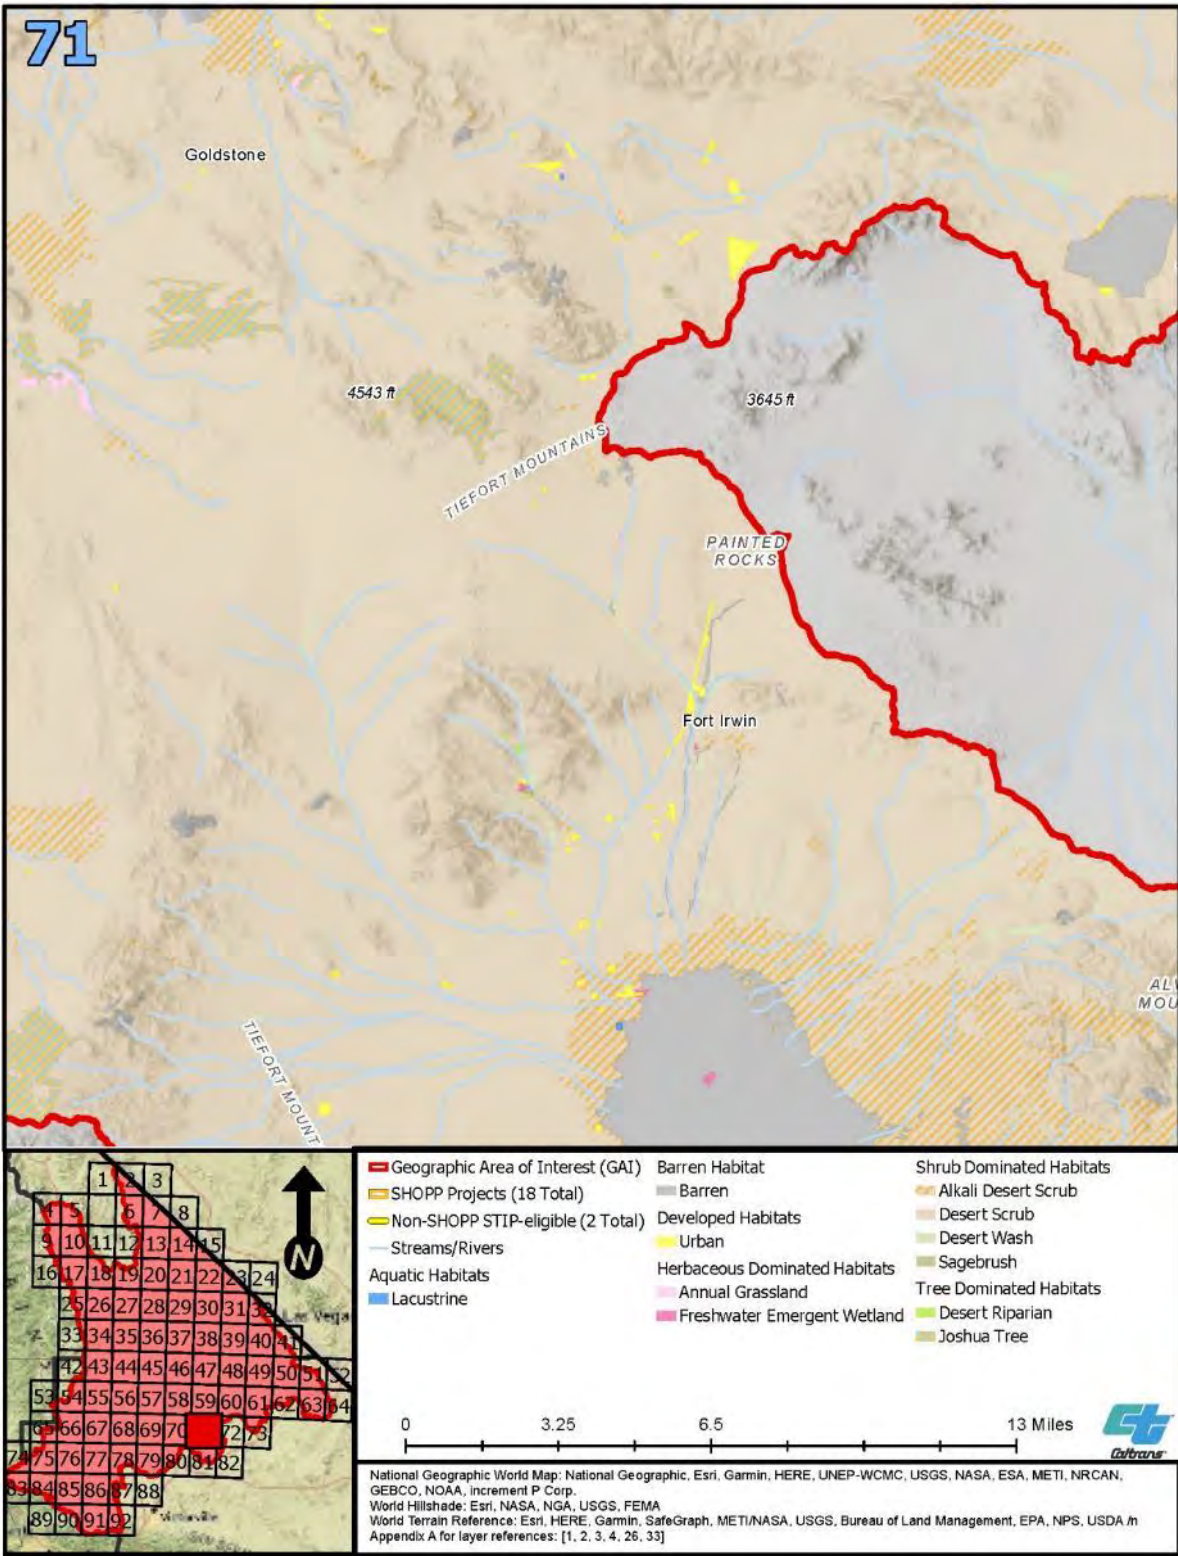 71
Goldstone
4543 ft
3645 ft
TIEFORT MOUNTAINS
PAINTED
ROCKS
Fort Irwin
ALV
MOU
TIEFORT MOUNT
1 2 3
4 5 6 7 8
9 10 11 12 13 14 15
16 17 18 19 20 21 22 23 24
25 26 27 28 29 30 31 32
Las Vega
33 34 35 36 37 38 39 40 41
42 43 44 45 46 47 48 49 50 51 52
53 54 55 56 57 58 59 60 61 62 63 64
65 66 67 68 69 70 72 73
74 75 76 77 78 79 80 81 82
83 84 85 86 87 88
89 90 91 92
Victorville
N
Geographic Area of Interest (GAI)
SHOPP Projects (18 Total)
Non-SHOPP STIP-eligible (2 Total)
Streams/Rivers
Aquatic Habitats
Lacustrine
Barren Habitat
Barren
Developed Habitats
Urban
Herbaceous Dominated Habitats
Annual Grassland
Freshwater Emergent Wetland
Shrub Dominated Habitats
Alkali Desert Scrub
Desert Scrub
Desert Wash
Sagebrush
Tree Dominated Habitats
Desert Riparian
Joshua Tree
0 3.25 6.5 13 Miles
ct
Caltrans
National Geographic World Map: National Geographic, Esri, Garmin, HERE, UNEP-WCMC, USGS, NASA, ESA, METI, NRCAN,
GEBCO, NOAA, increment P Corp.
World Hillshade: Esri, NASA, NGA, USGS, FEMA
World Terrain Reference: Esri, HERE, Garmin, SafeGraph, METI/NASA, USGS, Bureau of Land Management, EPA, NPS, USDA /n
Appendix A for layer references: [1, 2, 3, 4, 26, 33]